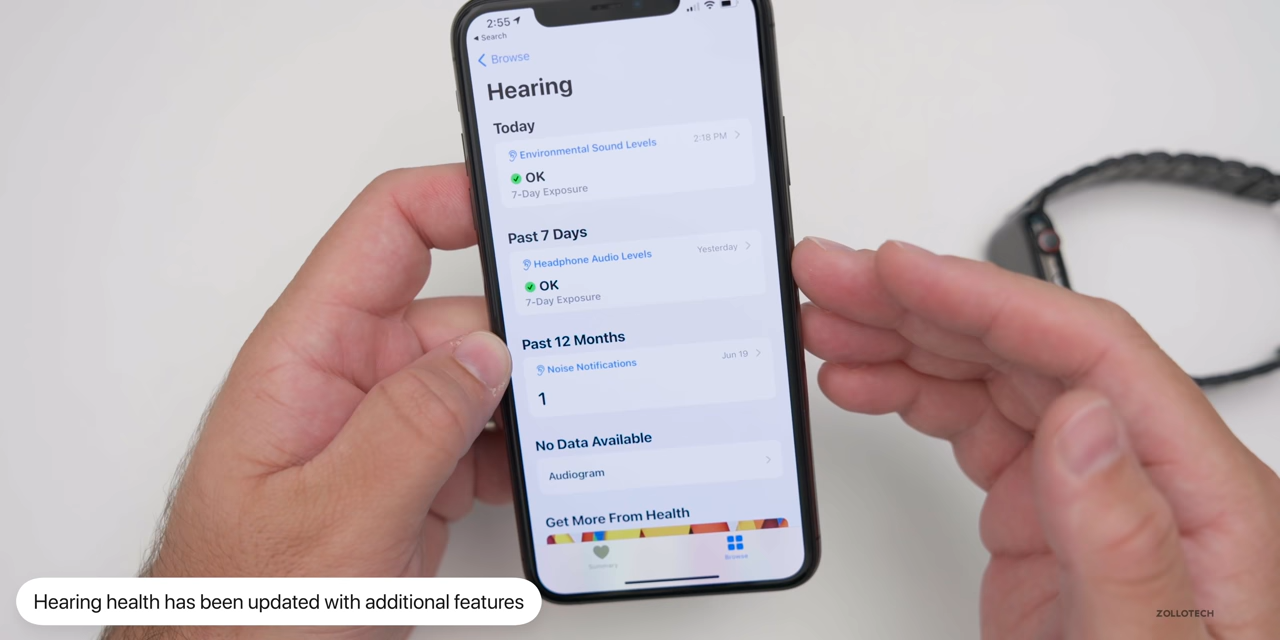 2:55
Search
Browse
Hearing
Today
Environmental Sound Levels
2:18 PM
OK
7-Day Exposure
Past 7 Days
Headphone Audio Levels
Yesterday
OK
7-Day Exposure
Past 12 Months
Noise Notifications
Jun 19
1
No Data Available
Audiogram
Get More From Health
Summary
Browse
Hearing health has been updated with additional features
ZOLLOTECH